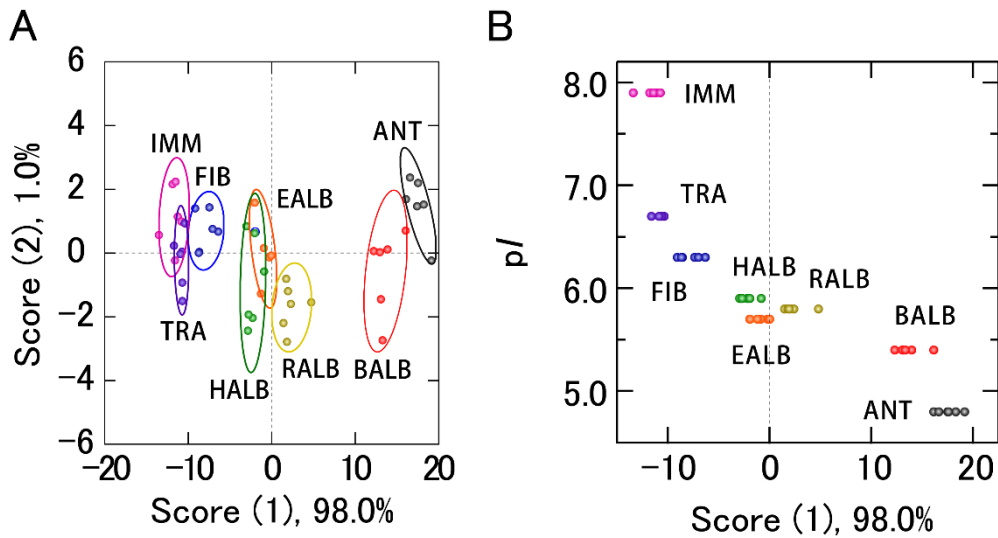 A
B
6
4
2
0
−2
−4
−6
Score (2), 1.0%
IMM
FIB
TRA
EALB
HALB
RALB
BALB
ANT
−20
−10
0
10
20
Score (1), 98.0%
8.0
7.0
6.0
5.0
pI
IMM
TRA
FIB
HALB
RALB
EALB
BALB
ANT
−10
0
10
20
Score (1), 98.0%